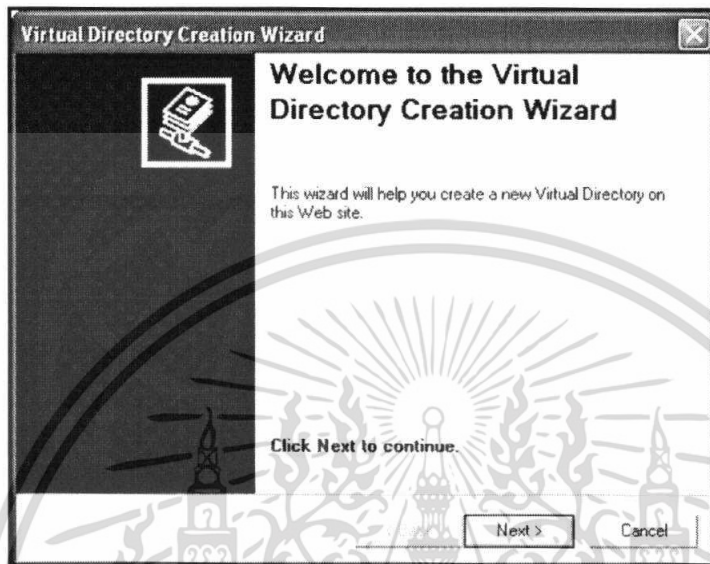 Virtual Directory Creation Wizard
Welcome to the Virtual
Directory Creation Wizard
This wizard will help you create a new Virtual Directory on
this Web site.
Click Next to continue.
Next >
Cancel